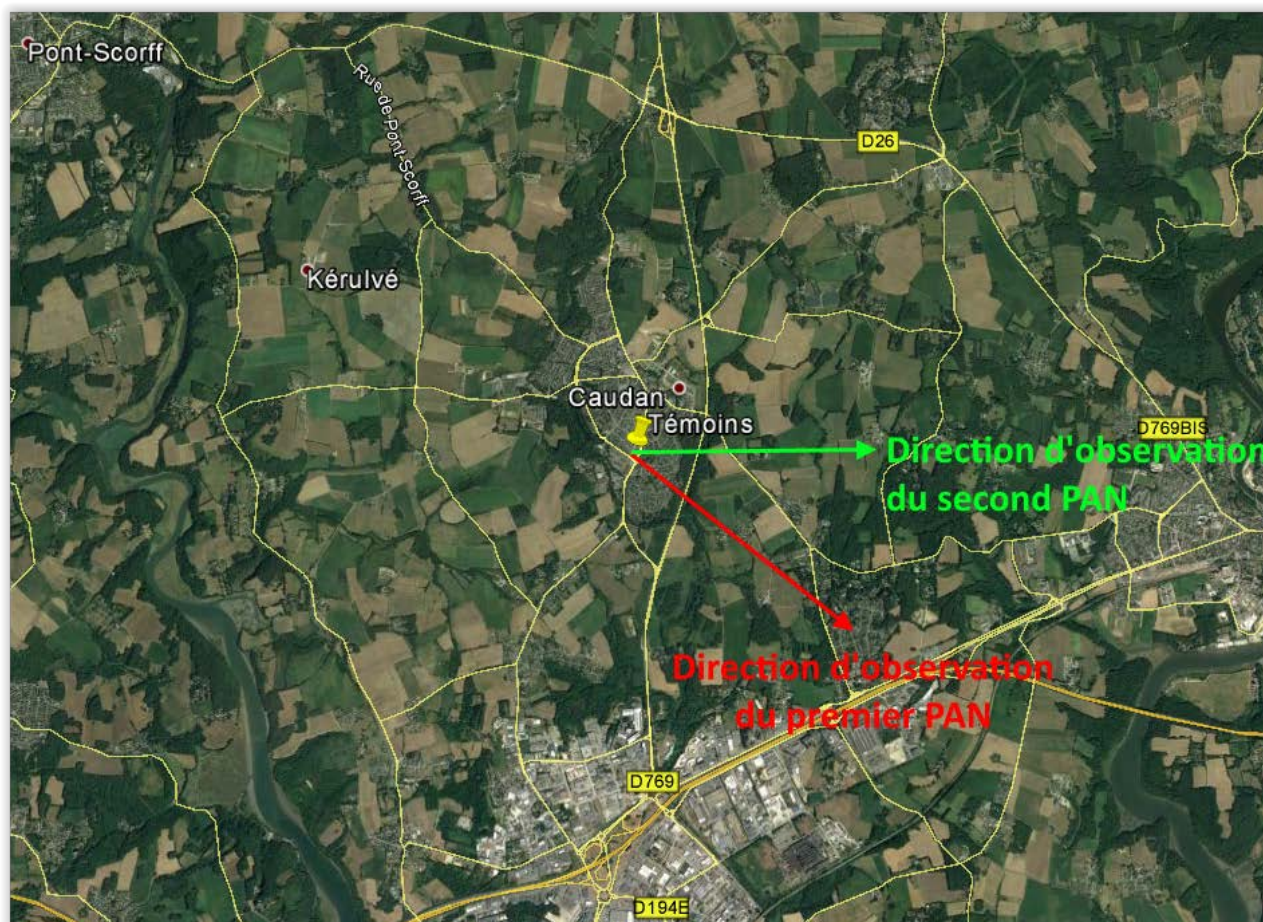 Pont-Scorff
Rue de Pont-Scorff
D26
Kérulvé
Caudan
Témoins
D769BIS
Direction d'observation
du second PAN
Direction d'observation
du premier PAN
D769
D194E